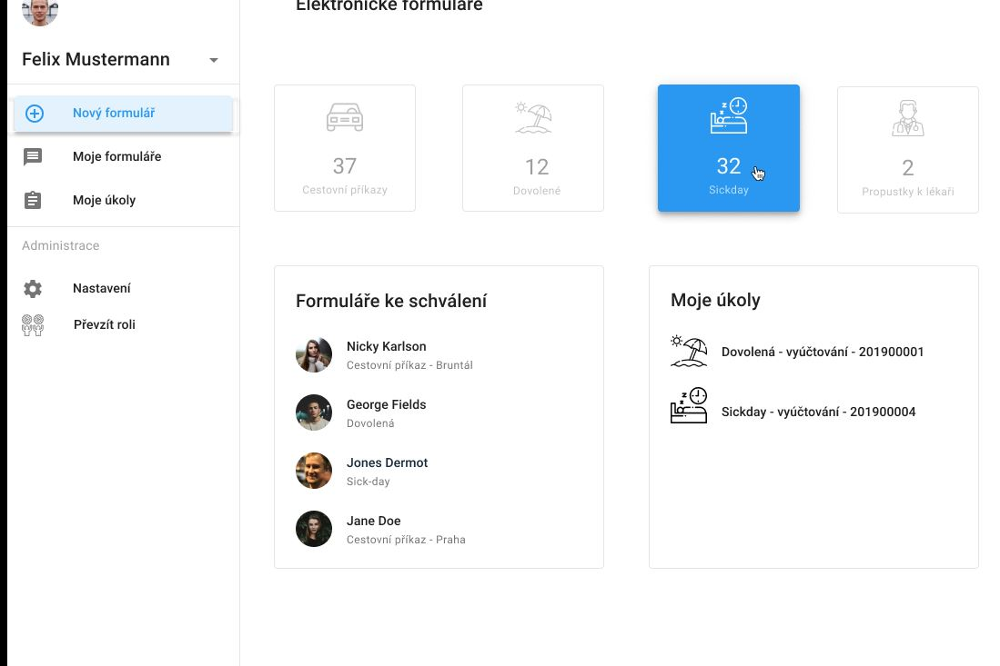 Elektronické formuláře
Felix Mustermann
Nový formulář
Moje formuláře
Moje úkoly
Administrace
Nastavení
Převzít roli
37
Cestovní příkazy
12
Dovolené
32
Sickday
2
Propustky k lékaři
Formuláře ke schválení
Nicky Karlson
Cestovní příkaz - Bruntál
George Fields
Dovolená
Jones Dermot
Sick-day
Jane Doe
Cestovní příkaz - Praha
Moje úkoly
Dovolená - vyúčtování - 201900001
Sickday - vyúčtování - 201900004